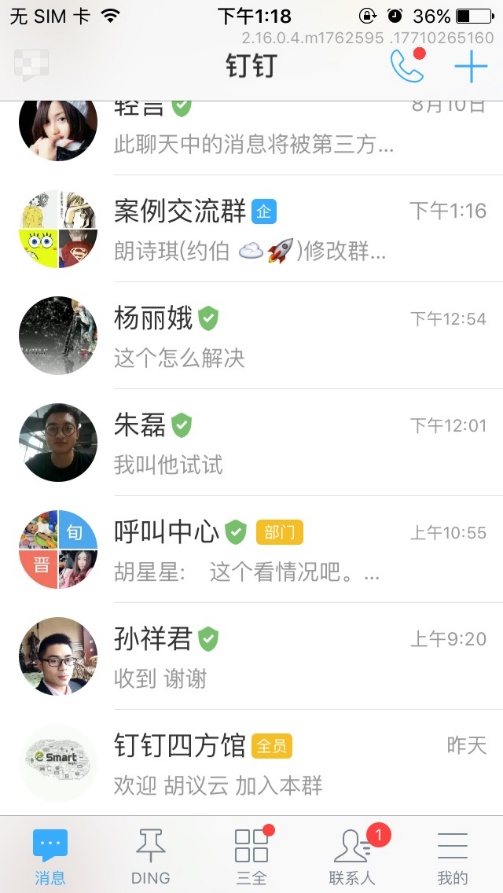 无 SIM 卡 下午1:18 36%
2.16.0.4.m1762595 .17710265160
钉钉
轻言 8月10日
此聊天中的消息将被第三方...
案例交流群 企 下午1:16
朗诗琪(约伯 ☁️🚀)修改群...
杨丽娥 下午12:54
这个怎么解决
朱磊 下午12:01
我叫他试试
旬 晋 呼叫中心 部门 上午10:55
胡星星: 这个看情况吧。...
孙祥君 上午9:20
收到 谢谢
Smart 钉钉四方馆 全员 昨天
欢迎 胡议云 加入本群
1
消息 DING 三全 联系人 我的